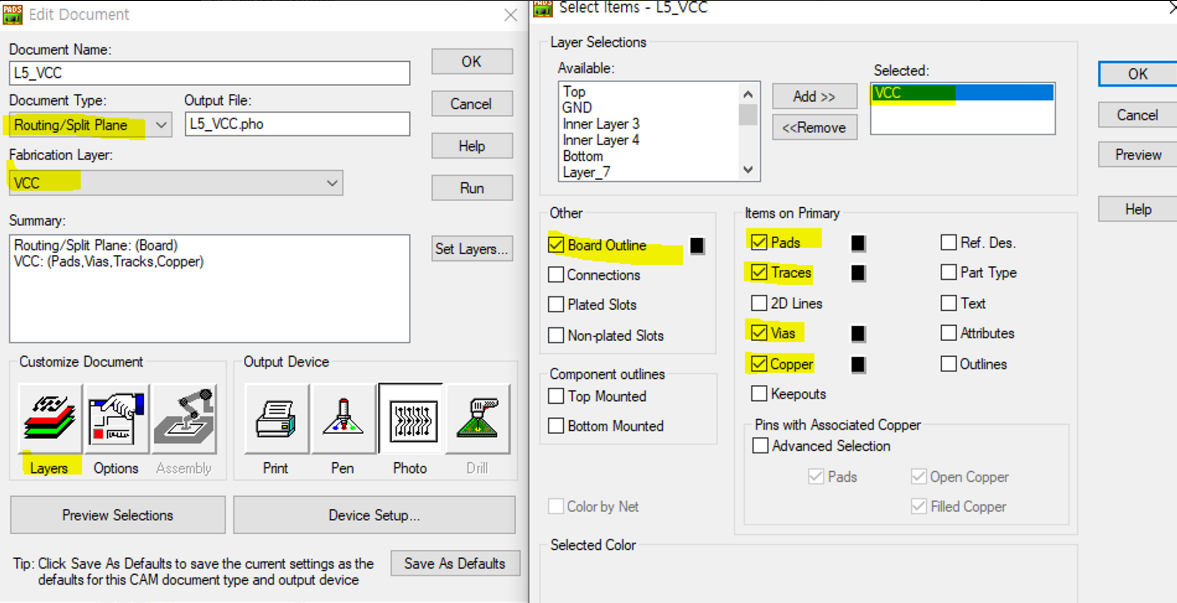 Edit Document
Document Name:
L5_VCC
OK
Document Type:
Output File:
Cancel
Routing/Split Plane
L5_VCC.pho
Fabrication Layer:
Help
VCC
Run
Summary:
Routing/Split Plane: (Board)
VCC: (Pads,Vias,Tracks,Copper)
Set Layers...
Customize Document
Output Device
Layers
Options
Assembly
Print
Pen
Photo
Drill
Preview Selections
Device Setup...
Tip: Click Save As Defaults to save the current settings as the
defaults for this CAM document type and output device
Save As Defaults
Select Items - L5_VCC
Layer Selections
Available:
Selected:
Top
GND
Inner Layer 3
Inner Layer 4
Bottom
Layer_7
Add >>
<<Remove
VCC
OK
Cancel
Preview
Help
Other
Board Outline
Connections
Plated Slots
Non-plated Slots
Component outlines
Top Mounted
Bottom Mounted
Color by Net
Items on Primary
Pads
Ref. Des.
Traces
Part Type
2D Lines
Text
Vias
Attributes
Copper
Outlines
Keepouts
Pins with Associated Copper
Advanced Selection
Pads
Open Copper
Filled Copper
Selected Color